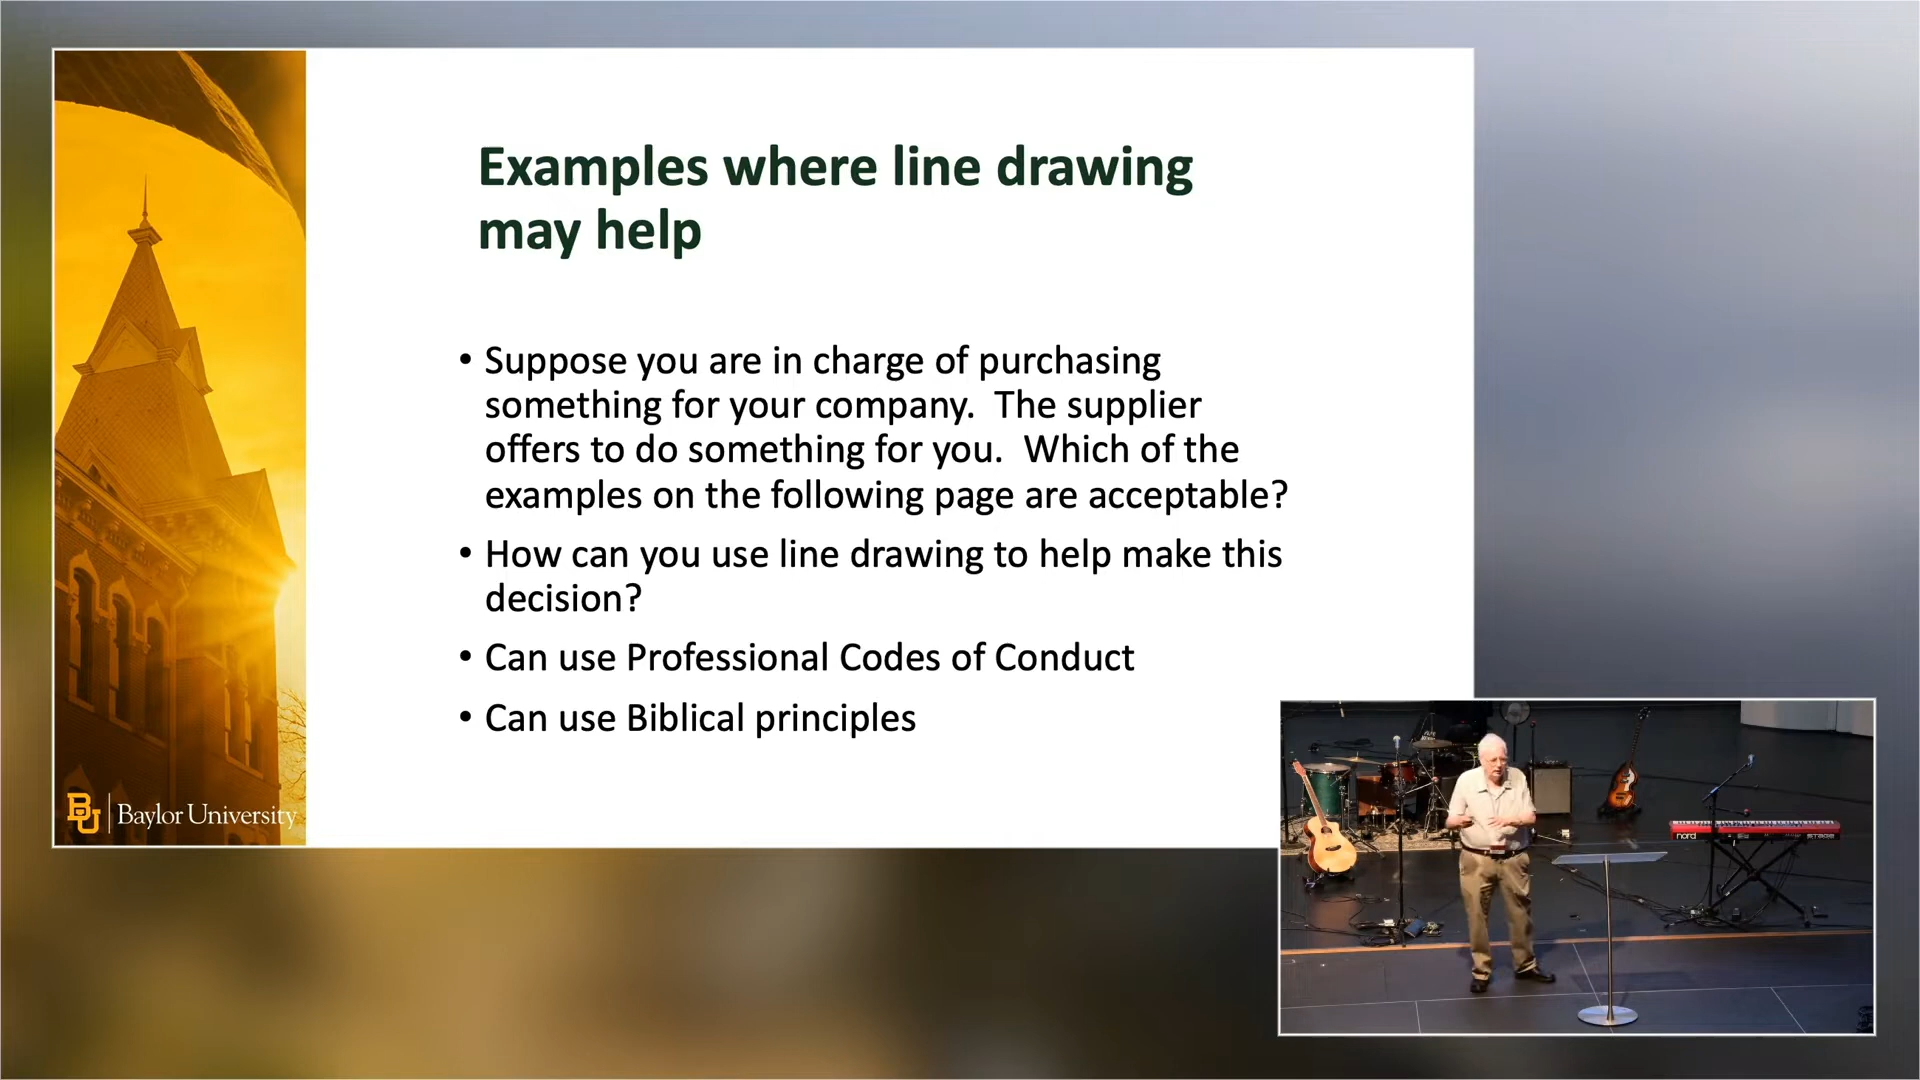 Examples where line drawing
may help
• Suppose you are in charge of purchasing
something for your company.  The supplier
offers to do something for you.  Which of the
examples on the following page are acceptable?
• How can you use line drawing to help make this
decision?
• Can use Professional Codes of Conduct
• Can use Biblical principles
BU | Baylor University
nord STAGE